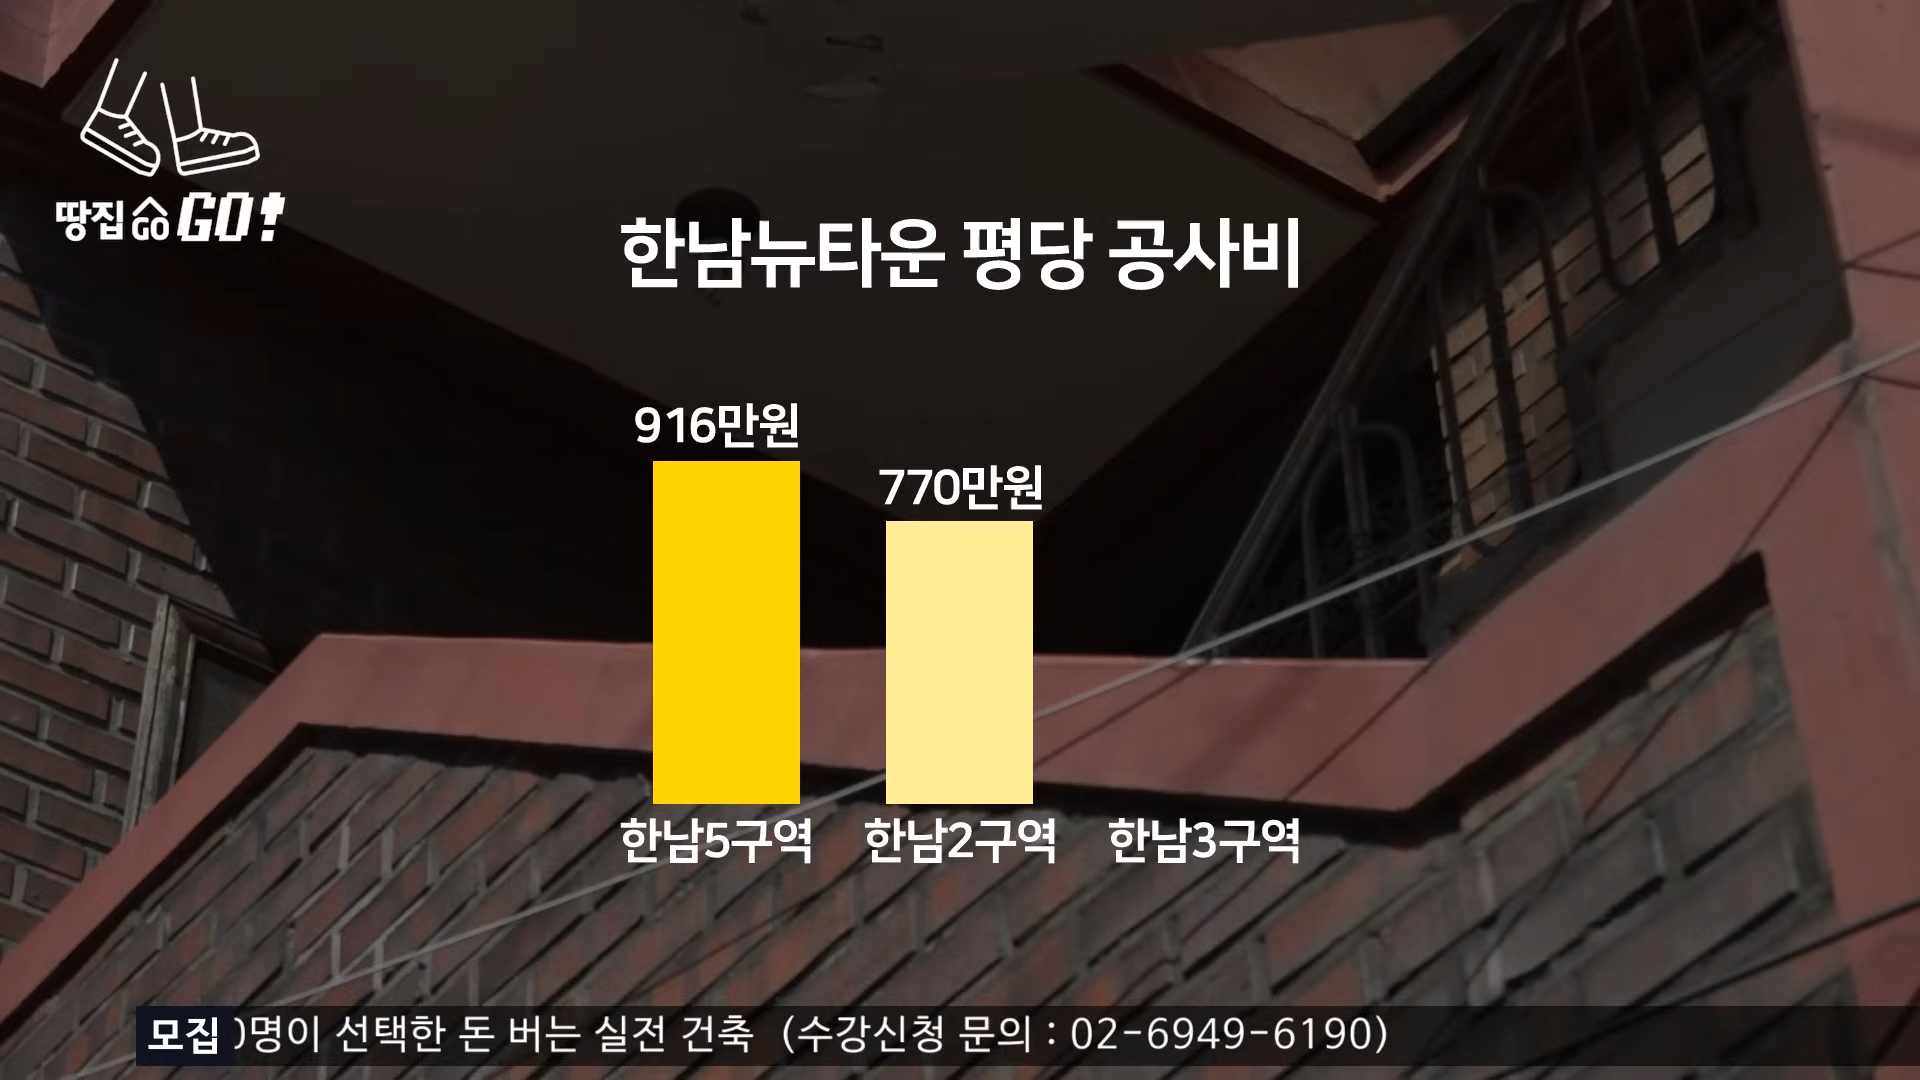 땅집GO GO!
한남뉴타운 평당 공사비
916만원
770만원
한남5구역 한남2구역 한남3구역
모집 0명이 선택한 돈 버는 실전 건축 (수강신청 문의 : 02-6949-6190)